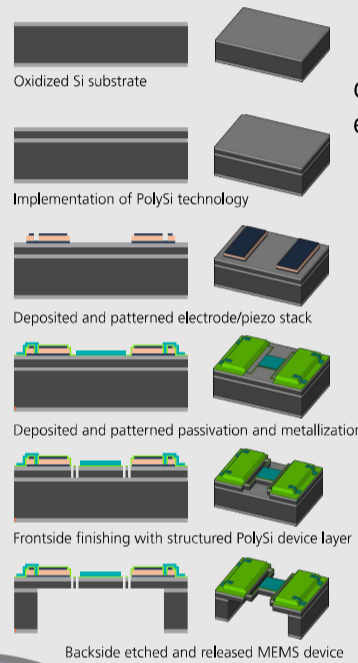 Oxidized Si substrate
Implementation of PolySi technology
Deposited and patterned electrode/piezo stack
Deposited and patterned passivation and metallization
Frontside finishing with structured PolySi device layer
Backside etched and released MEMS device